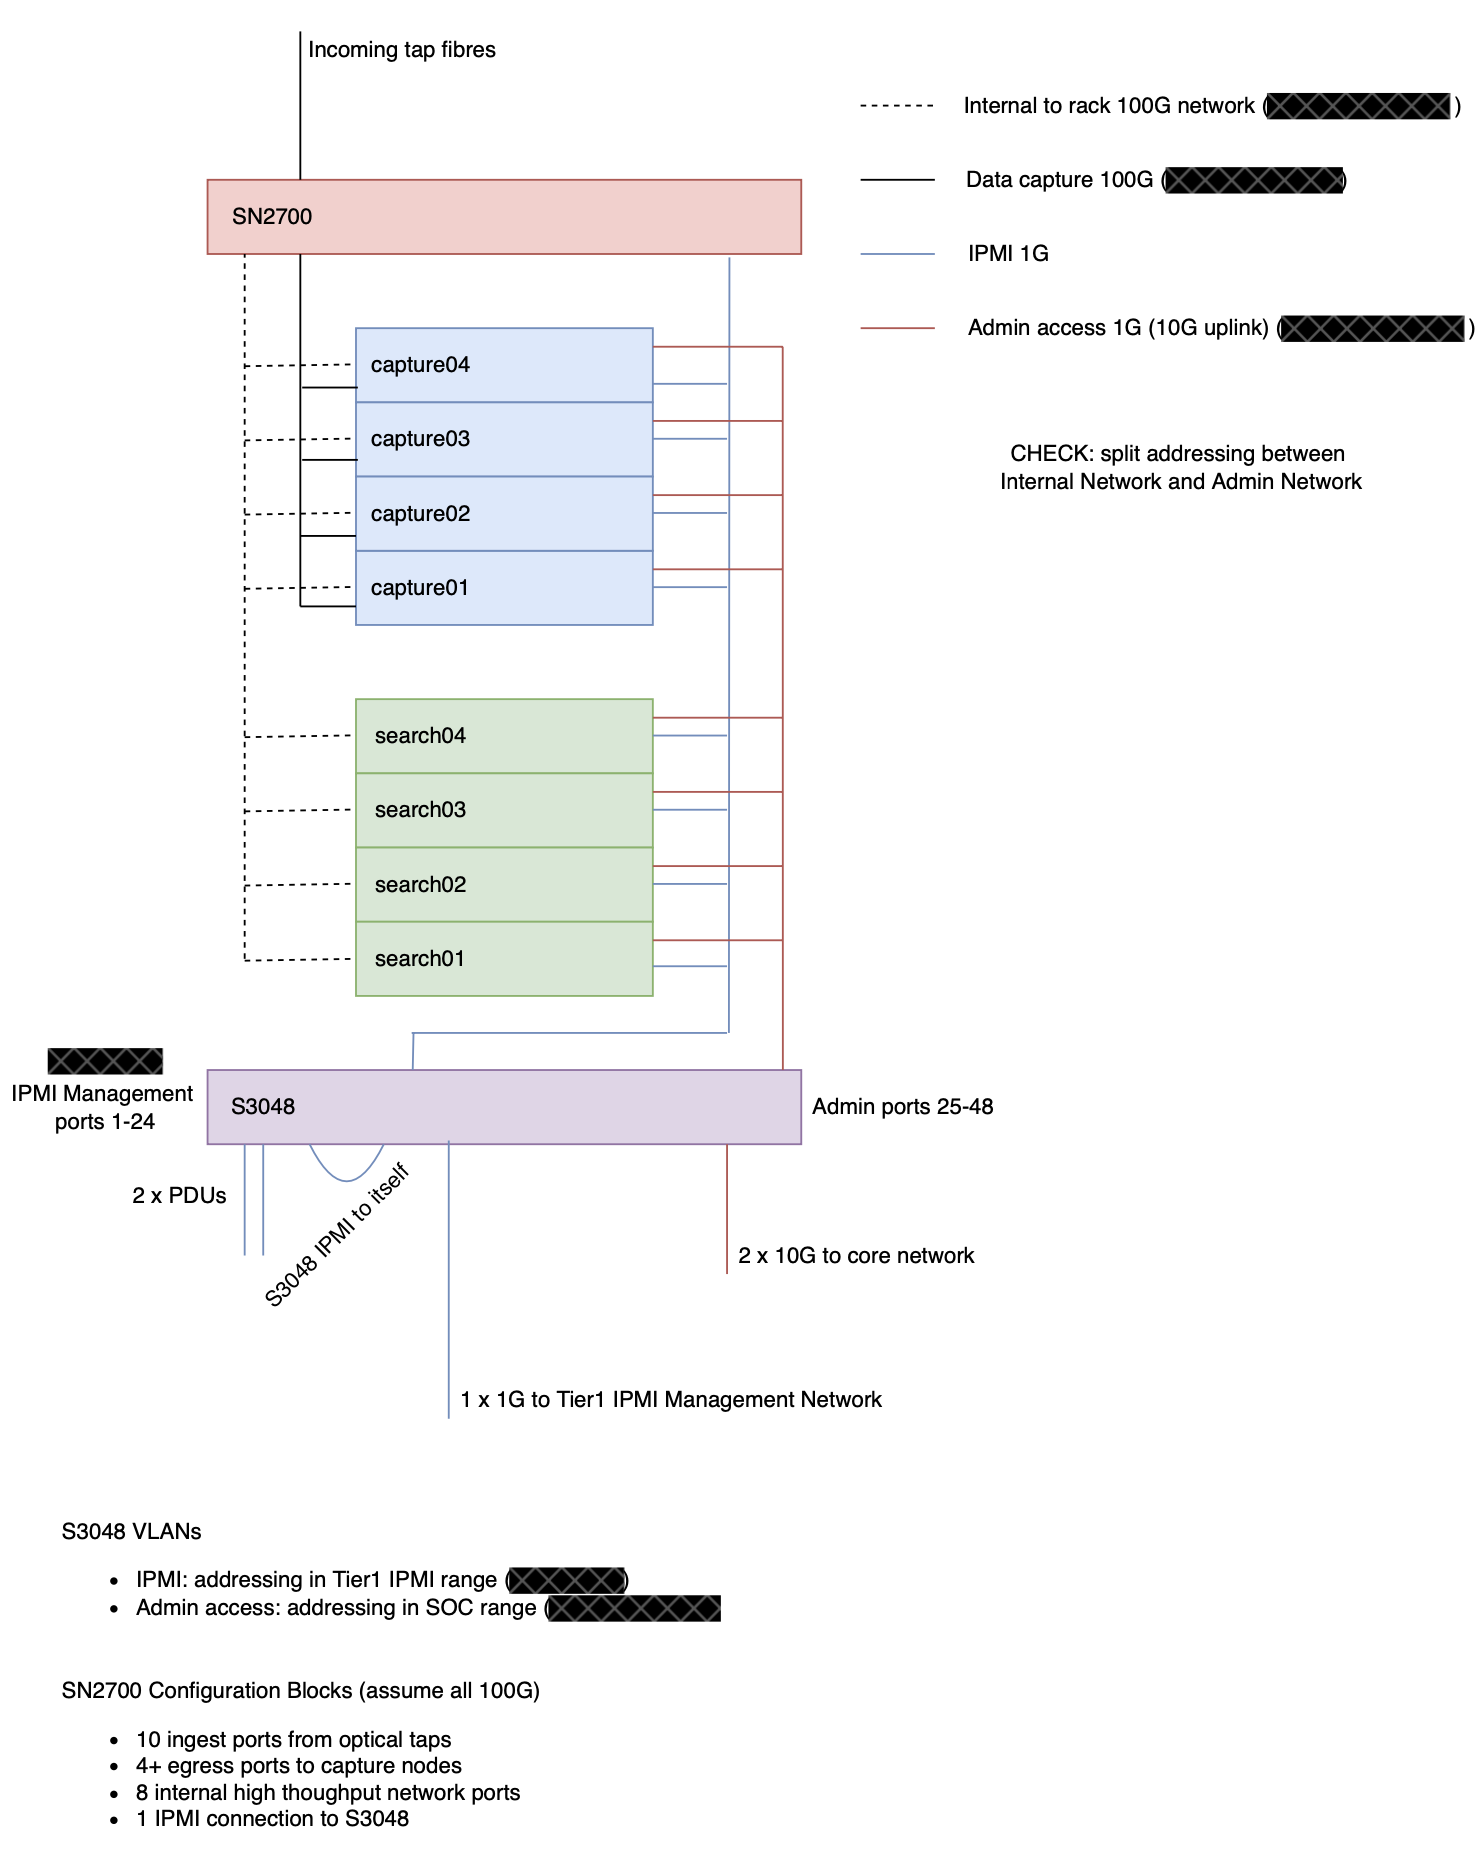 Incoming tap fibres
Internal to rack 100G network ( )
SN2700
Data capture 100G ( )
IPMI 1G
Admin access 1G (10G uplink) ( )
capture04
capture03
CHECK: split addressing between
Internal Network and Admin Network
capture02
capture01
search04
search03
search02
search01
IPMI Management
ports 1-24
S3048
Admin ports 25-48
2 x PDUs
S3048 IPMI to itself
2 x 10G to core network
1 x 1G to Tier1 IPMI Management Network
S3048 VLANs
• IPMI: addressing in Tier1 IPMI range ( )
• Admin access: addressing in SOC range (
SN2700 Configuration Blocks (assume all 100G)
• 10 ingest ports from optical taps
• 4+ egress ports to capture nodes
• 8 internal high thoughput network ports
• 1 IPMI connection to S3048